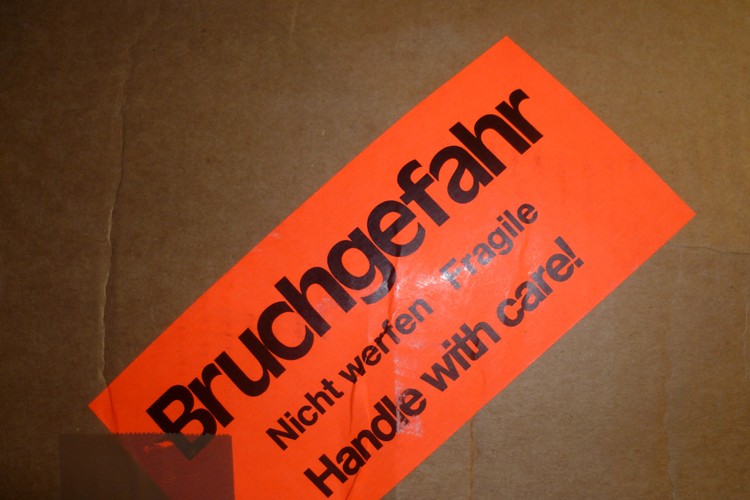 Bruchgefahr
Nicht werfen Fragile
Handle with care!